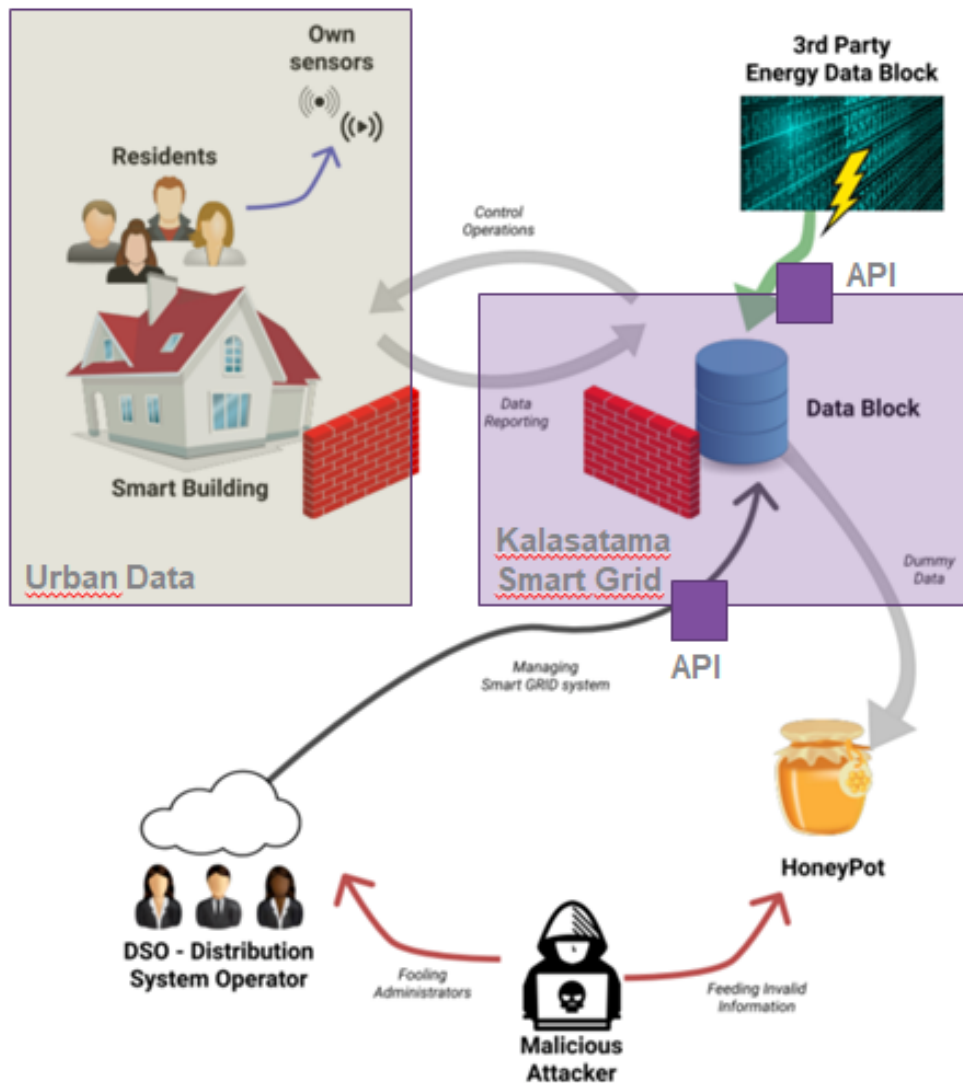 Own
sensors
Residents
Smart Building
Urban Data
Control
Operations
Data
Reporting
3rd Party
Energy Data Block
API
Data Block
Kalasatama
Smart Grid
Dummy
Data
API
Managing
Smart GRID system
HoneyPot
DSO - Distribution
System Operator
Fooling
Administrators
Feeding Invalid
Information
Malicious
Attacker